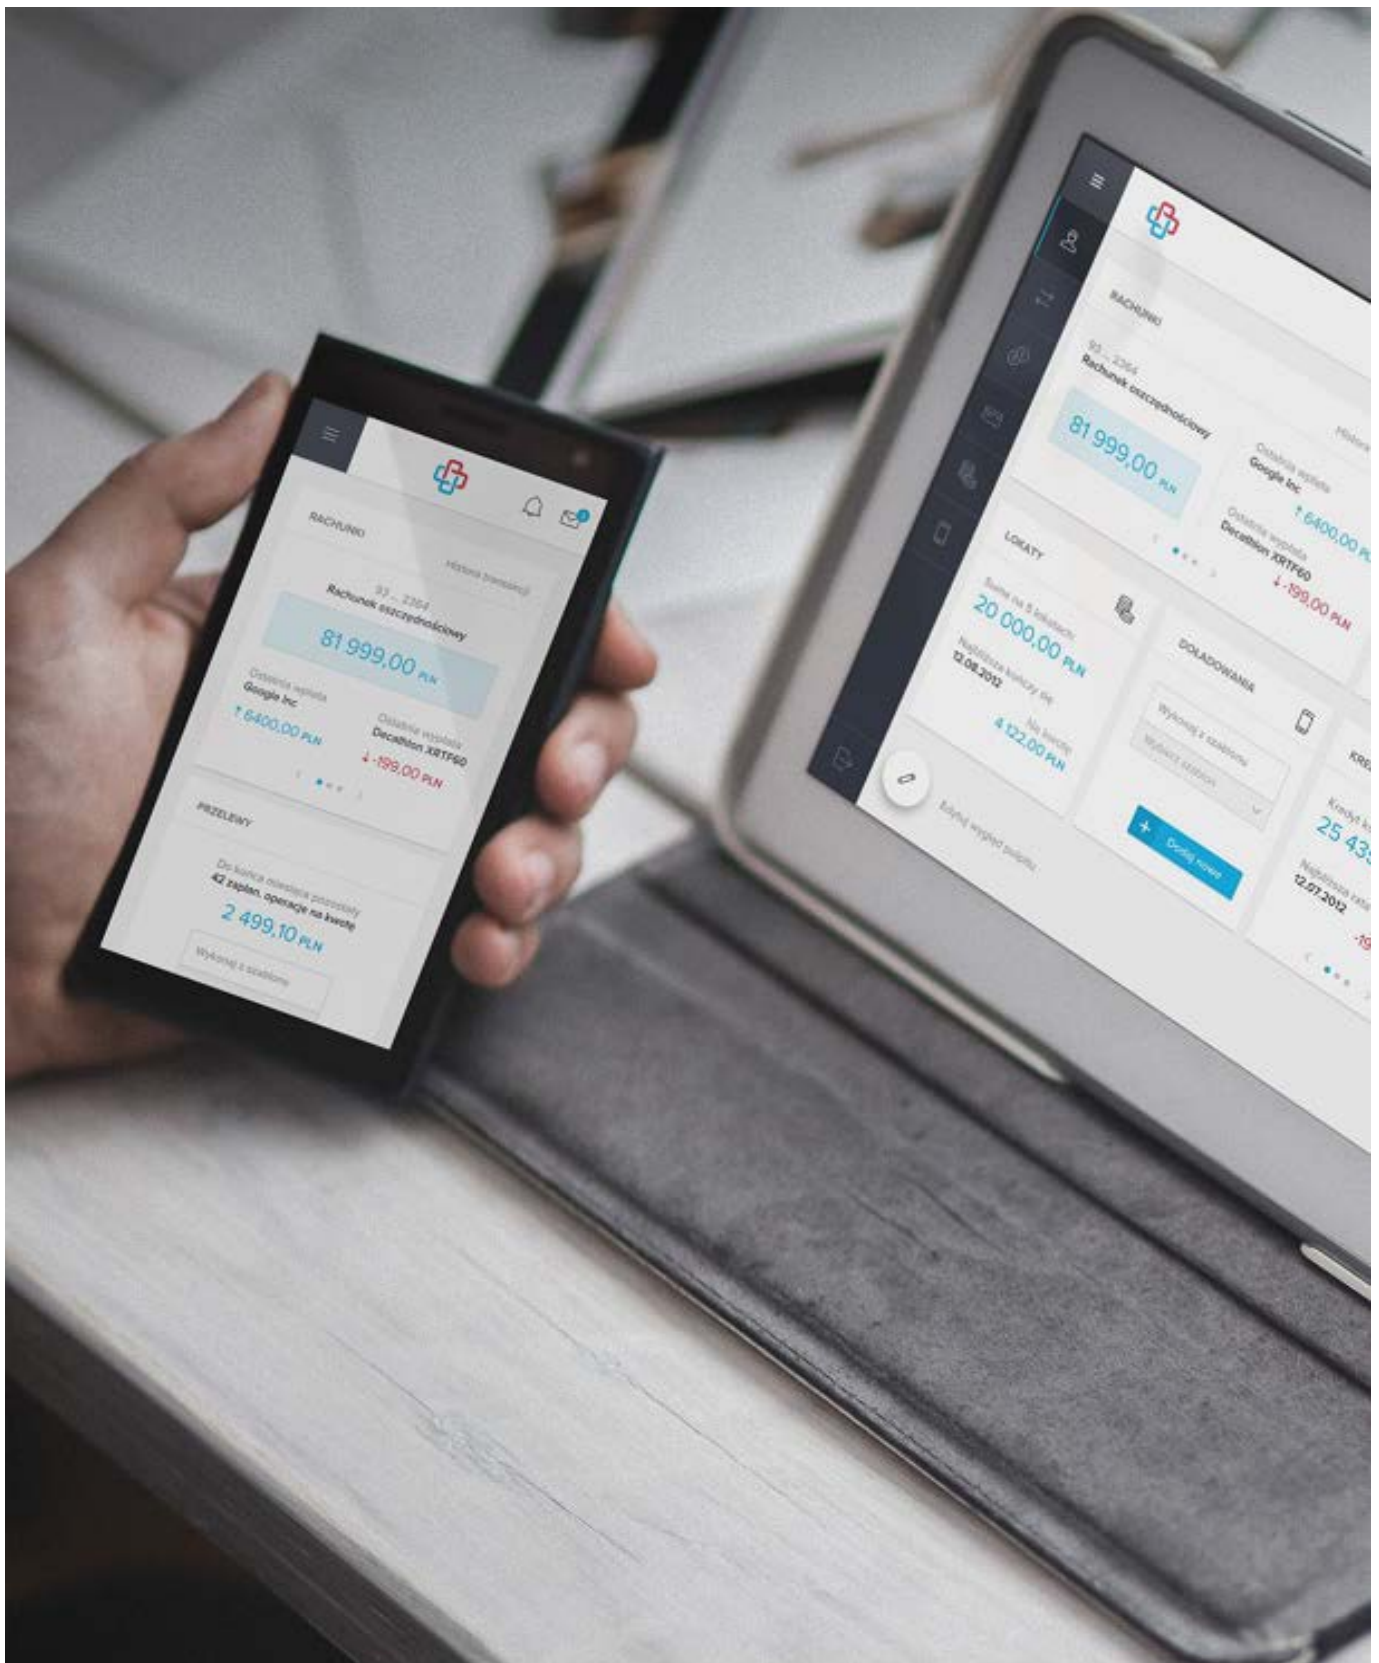 RACHUNKI
Historia transakcji
93 ... 2364
Rachunek oszczędnościowy
81 999,00 PLN
Ostatnia wpłata
Google Inc
↑ 6400,00 PLN
Ostatnia wypłata
Decathlon XRTF60
↓ -199,00 PLN
PRZELEWY
Do końca miesiąca pozostały
42 zaplan. operacje na kwotę
2 499,10 PLN
Wykonaj z szablonu
RACHUNKI
Historia
93 ... 2364
Rachunek oszczędnościowy
81 999,00 PLN
Ostatnia wpłata
Google Inc
↑ 6400,00 PL
Ostatnia wypłata
Decathlon XRTF60
↓ -199,00 PLN
LOKATY
Suma na 5 lokatach:
20 000,00 PLN
Najbliższa kończy się
12.08.2012
Na kwotę
4 122,00 PLN
DOŁADOWANIA
Wykonaj z szablonu
Wybierz szablon
+ Dodaj nowe
KRE
Kredyt k
25 43
Najbliższa rata
12.07.2012
-19
Edytuj wygląd pulpitu